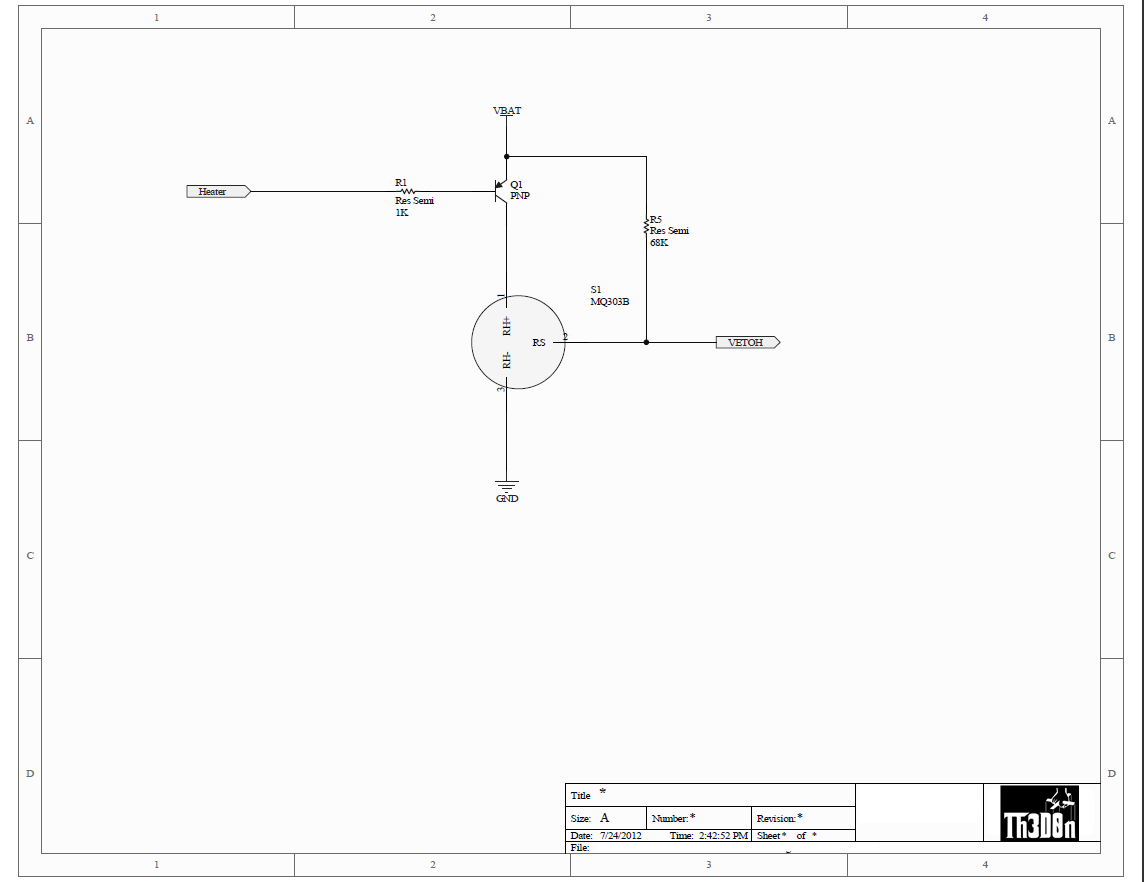 1 2 3 4
A A
VBAT
Heater
R1
Res Semi
1K
Q1
PNP
R5
Res Semi
68K
B B
S1
MQ303B
1
RH+
RS 2
RH-
3
VETOH
GND
C C
D D
Title *
Size: A Number:* Revision:*
Date: 7/24/2012 Time: 2:42:52 PM Sheet * of *
File:
Th3D0n
1 2 3 4